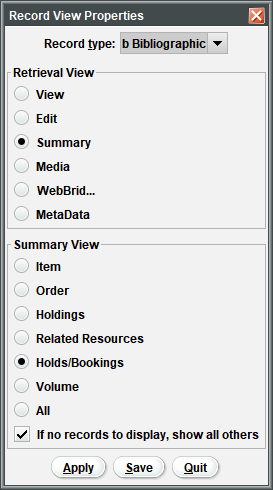 Record View Properties
Record type: b Bibliographic
Retrieval View
View
Edit
Summary
Media
WebBrid...
MetaData
Summary View
Item
Order
Holdings
Related Resources
Holds/Bookings
Volume
All
If no records to display, show all others
Apply Save Quit